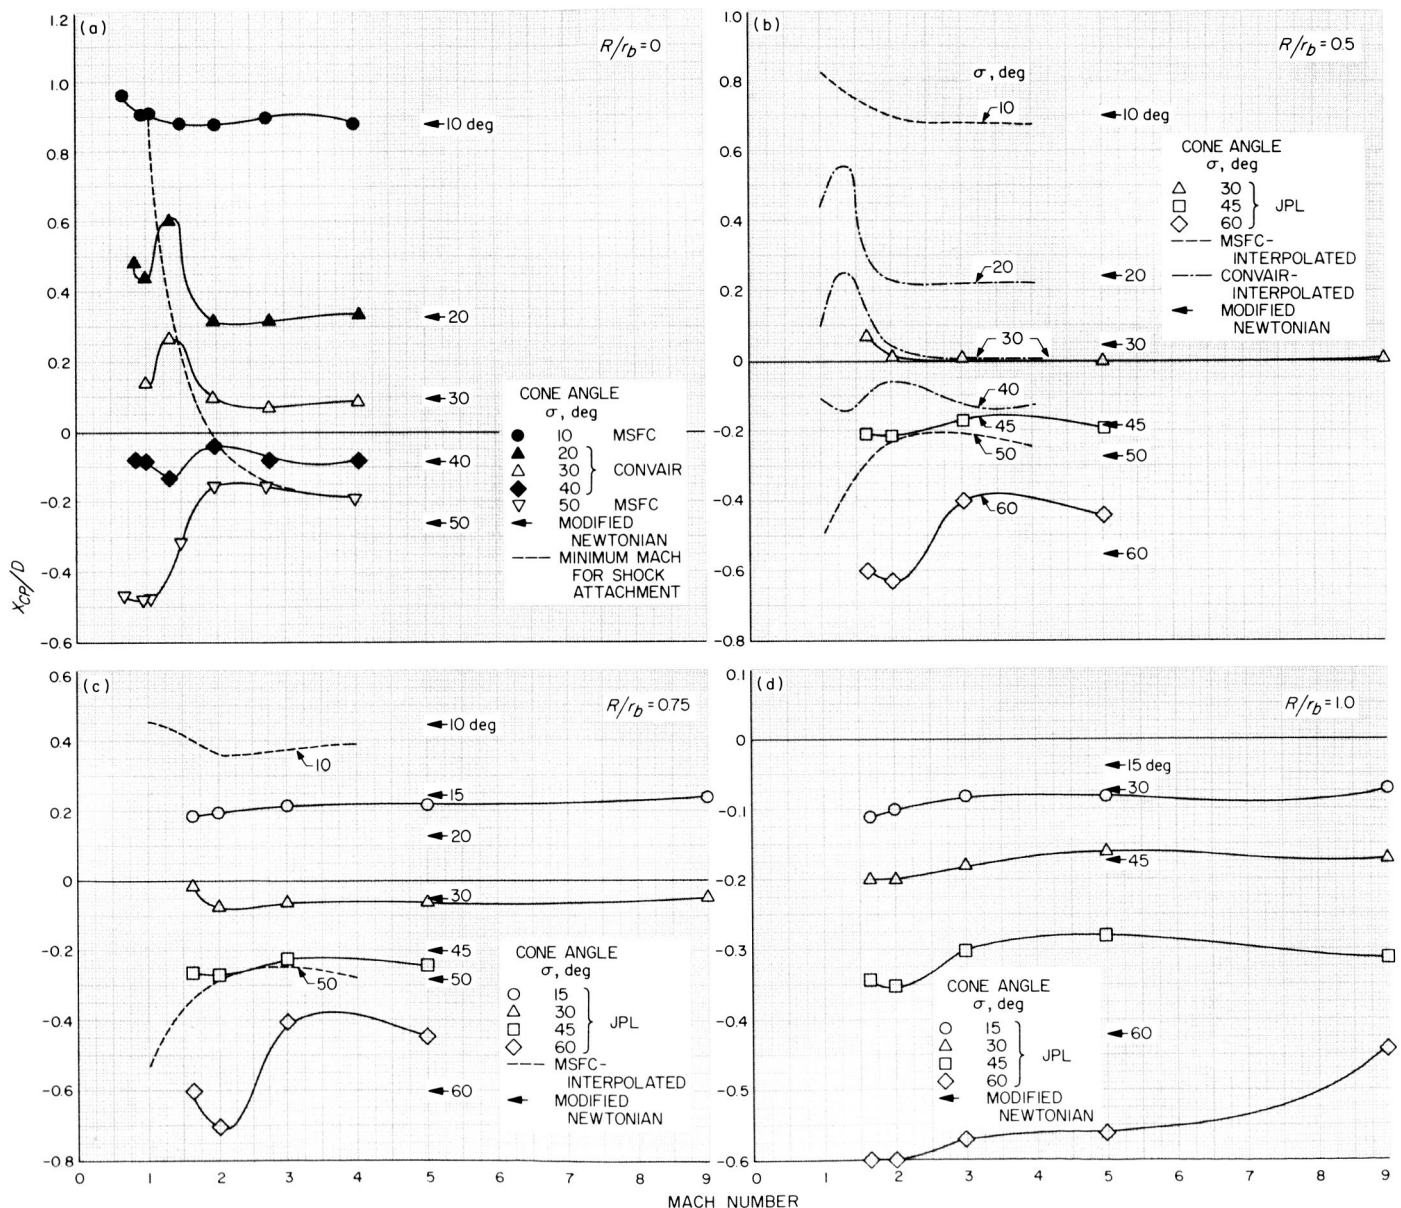 (a)
R/rb=0
1.2
1.0
0.8
0.6
0.4
0.2
0
-0.2
-0.4
-0.6
10 deg
20
30
40
50
CONE ANGLE
σ, deg
10 MSFC
20
30 CONVAIR
40
50 MSFC
MODIFIED
NEWTONIAN
MINIMUM MACH
FOR SHOCK
ATTACHMENT
XCP/D
(b)
R/rb=0.5
1.0
0.8
0.6
0.4
0.2
0
-0.2
-0.4
-0.6
-0.8
σ, deg
10
20
30
40
45
50
60
10 deg
20
30
45
50
60
CONE ANGLE
σ, deg
30
45 JPL
60
MSFC-
INTERPOLATED
CONVAIR-
INTERPOLATED
MODIFIED
NEWTONIAN
0 1 2 3 4 5 6 7 8 9
(c)
R/rb=0.75
0.6
0.4
0.2
0
-0.2
-0.4
-0.6
-0.8
10
50
10 deg
15
20
30
45
50
60
CONE ANGLE
σ, deg
15
30
45 JPL
60
MSFC-
INTERPOLATED
MODIFIED
NEWTONIAN
0 1 2 3 4 5 6 7 8 9
(d)
R/rb=1.0
0.1
0
-0.1
-0.2
-0.3
-0.4
-0.5
-0.6
15 deg
30
45
60
CONE ANGLE
σ, deg
15
30
45 JPL
60
MODIFIED
NEWTONIAN
0 1 2 3 4 5 6 7 8 9
MACH NUMBER